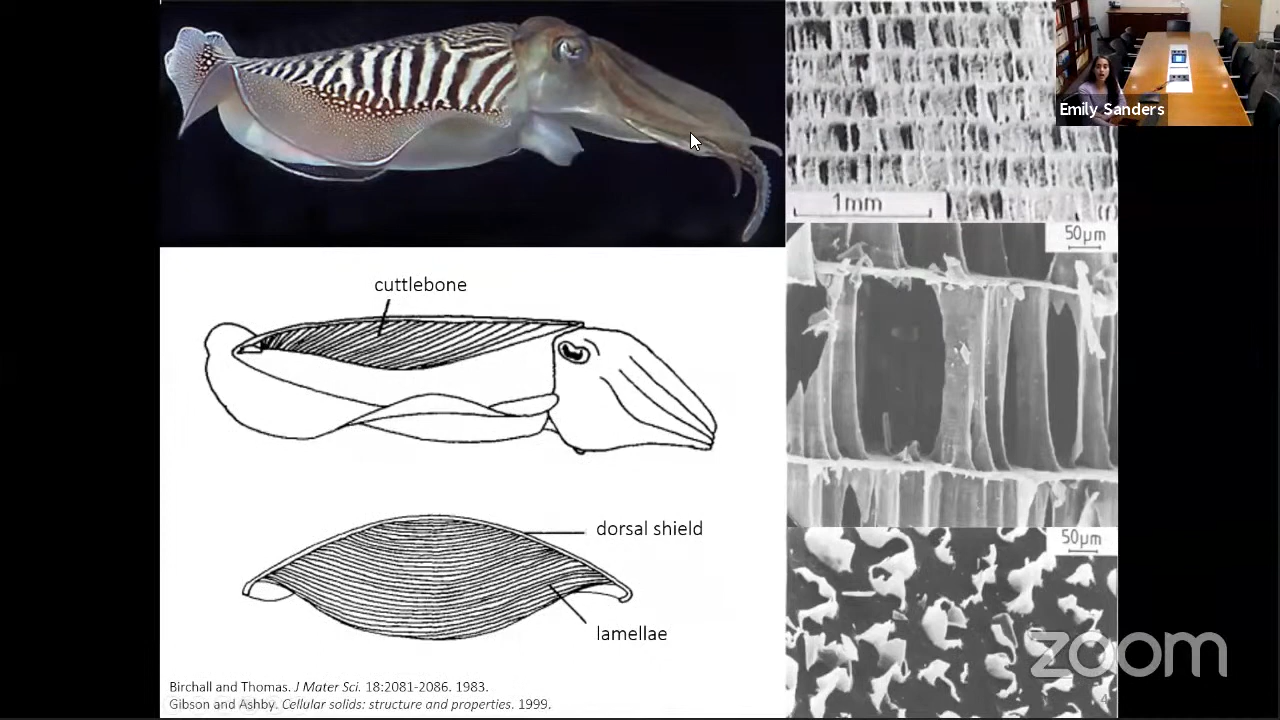 Emily Sanders
1mm
50µm
cuttlebone
dorsal shield
50µm
lamellae
zoom
Birchall and Thomas. J Mater Sci. 18:2081-2086. 1983.
Gibson and Ashby. Cellular solids: structure and properties. 1999.